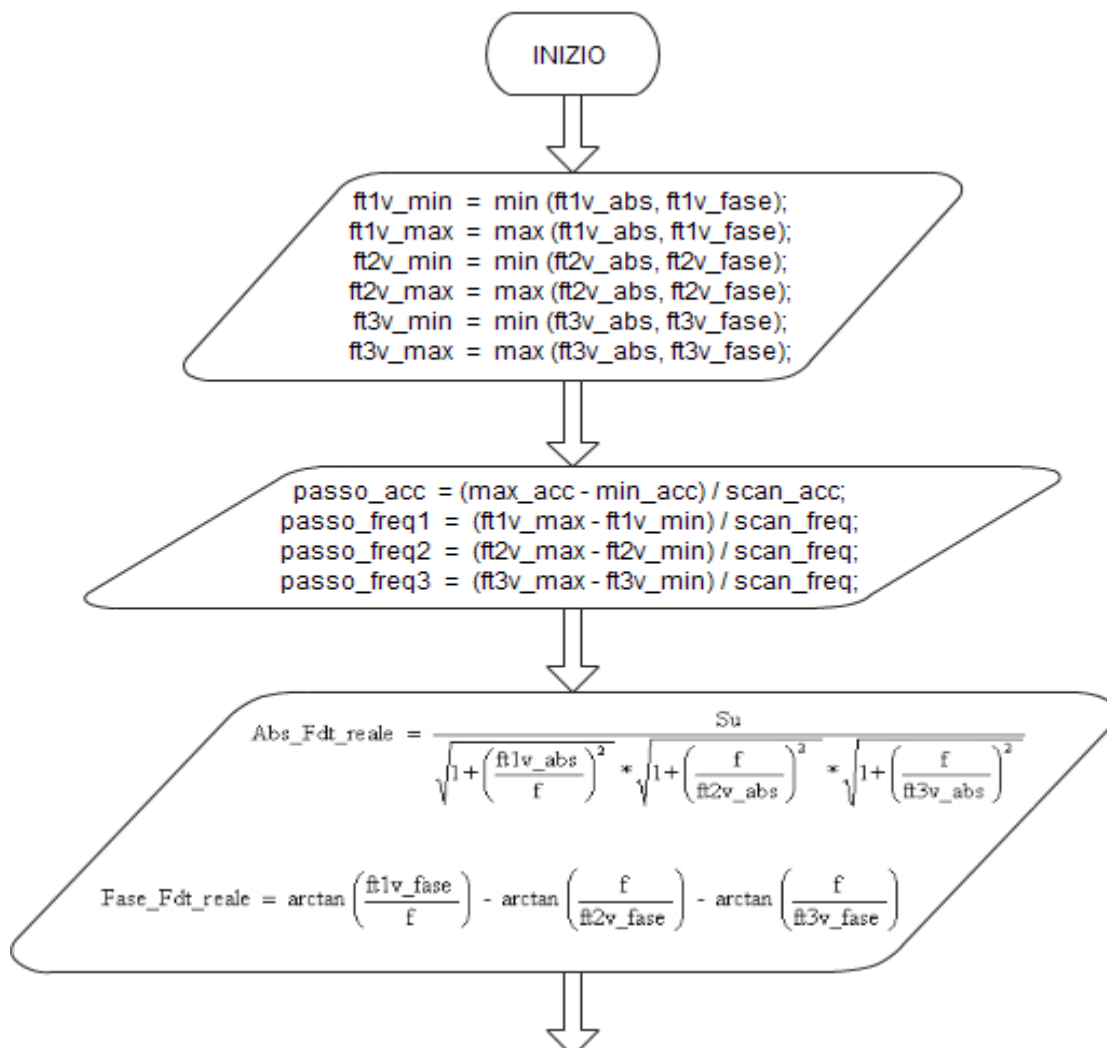 INIZIO
ft1v_min = min (ft1v_abs, ft1v_fase);
ft1v_max = max (ft1v_abs, ft1v_fase);
ft2v_min = min (ft2v_abs, ft2v_fase);
ft2v_max = max (ft2v_abs, ft2v_fase);
ft3v_min = min (ft3v_abs, ft3v_fase);
ft3v_max = max (ft3v_abs, ft3v_fase);
passo_acc = (max_acc - min_acc) / scan_acc;
passo_freq1 = (ft1v_max - ft1v_min) / scan_freq;
passo_freq2 = (ft2v_max - ft2v_min) / scan_freq;
passo_freq3 = (ft3v_max - ft3v_min) / scan_freq;
Abs_Fdt_reale = Su / (√(1+(ft1v_abs/f)²) * √(1+(f/ft2v_abs)²) * √(1+(f/ft3v_abs)²))
Fase_Fdt_reale = arctan (ft1v_fase/f) - arctan (f/ft2v_fase) - arctan (f/ft3v_fase)